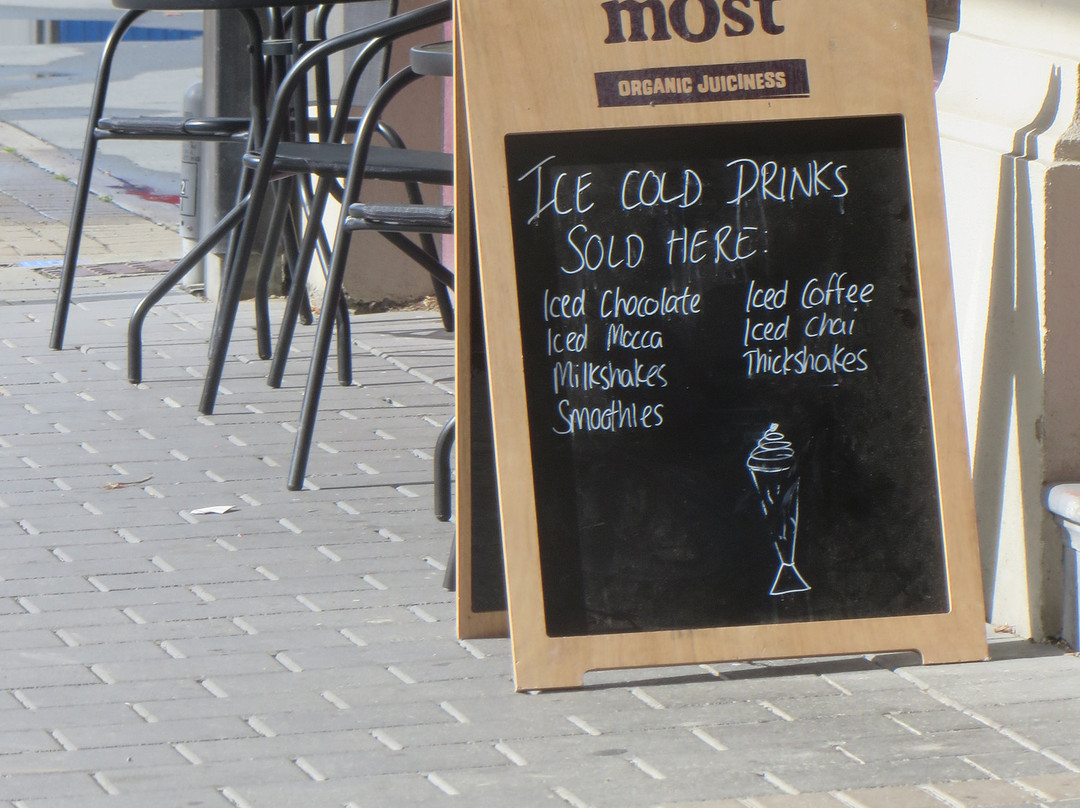 most
ORGANIC JUICINESS
ICE COLD DRINKS
SOLD HERE:
Iced Chocolate
Iced Mocca
Milkshakes
Smoothies
Iced Coffee
Iced Chai
Thickshakes